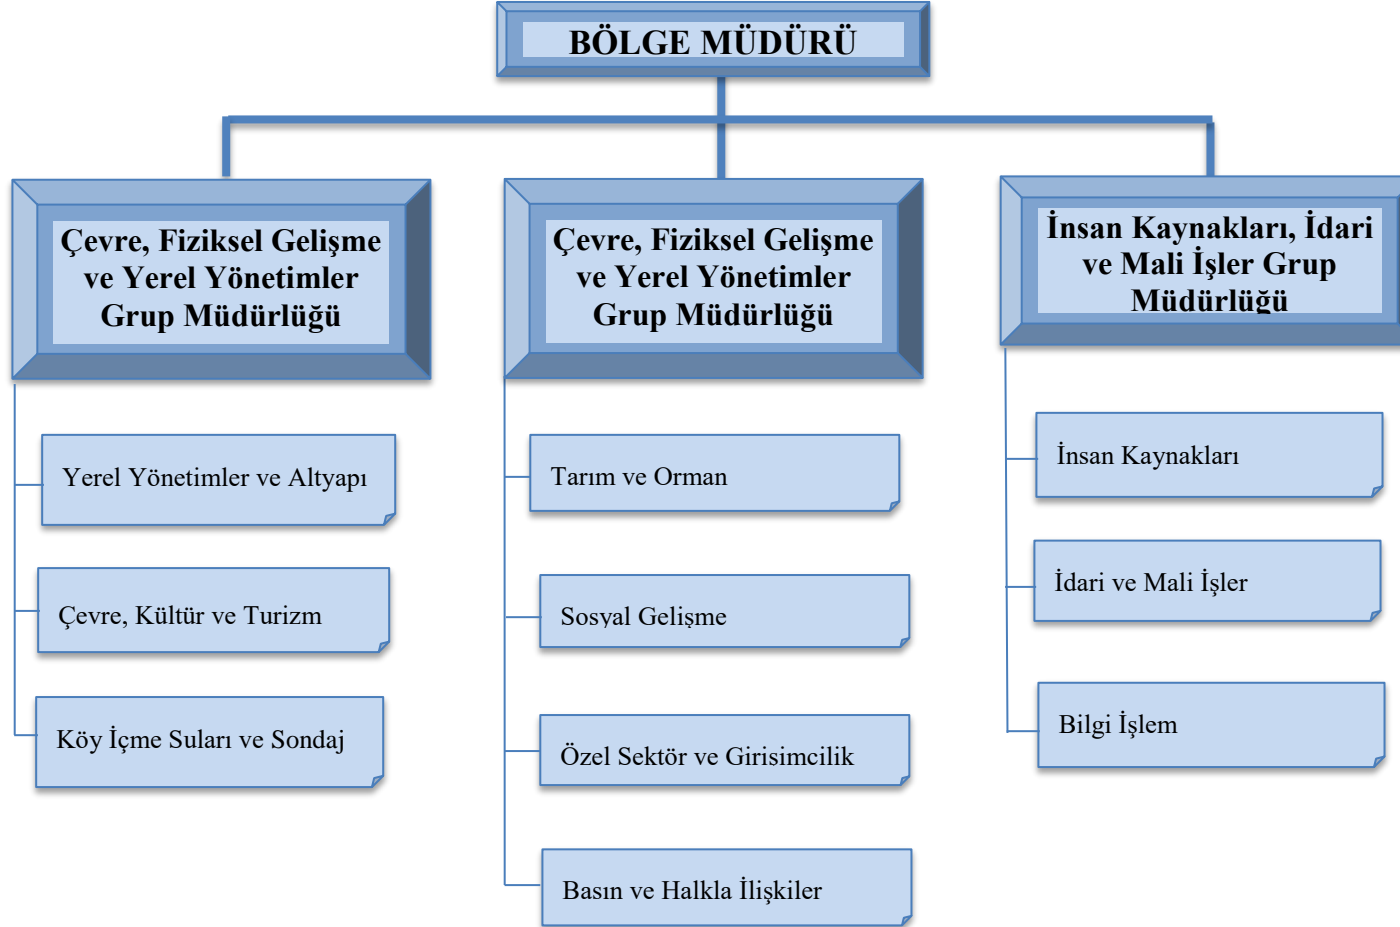 BÖLGE MÜDÜRÜ
Çevre, Fiziksel Gelişme
ve Yerel Yönetimler
Grup Müdürlüğü
Yerel Yönetimler ve Altyapı
Çevre, Kültür ve Turizm
Köy İçme Suları ve Sondaj
Çevre, Fiziksel Gelişme
ve Yerel Yönetimler
Grup Müdürlüğü
Tarım ve Orman
Sosyal Gelişme
Özel Sektör ve Girisimcilik
Basın ve Halkla İlişkiler
İnsan Kaynakları, İdari
ve Mali İşler Grup
Müdürlüğü
İnsan Kaynakları
İdari ve Mali İşler
Bilgi İşlem